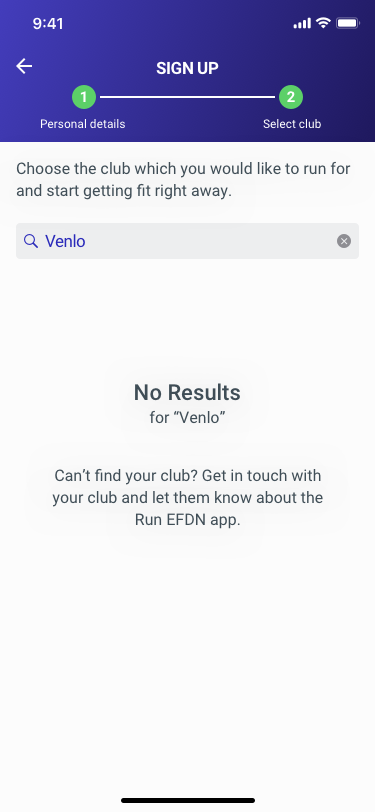 9:41
SIGN UP
1
2
Personal details
Select club
Choose the club which you would like to run for
and start getting fit right away.
Venlo
No Results
for “Venlo”
Can’t find your club? Get in touch with
your club and let them know about the
Run EFDN app.